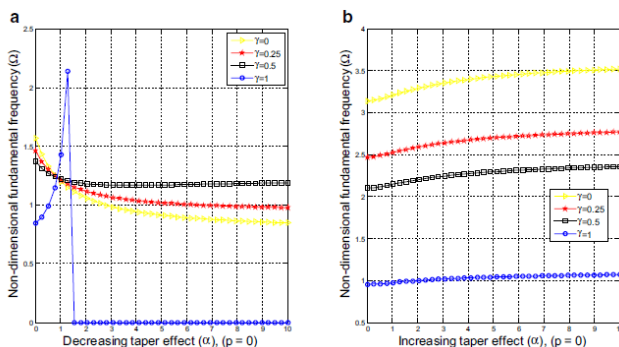 a
b
Non-dimensional fundamental frequency (Ω)
2.5
2
1.5
1
0.5
0
γ=0
γ=0.25
γ=0.5
γ=1
0 1 2 3 4 5 6 7 8 9 10
Decreasing taper effect (α), (p = 0)
Non-dimensional fundamental frequency (Ω)
4
3.5
3
2.5
2
1.5
1
0.5
0
γ=0
γ=0.25
γ=0.5
γ=1
0 1 2 3 4 5 6 7 8 9 10
Increasing taper effect (α), (p = 0)